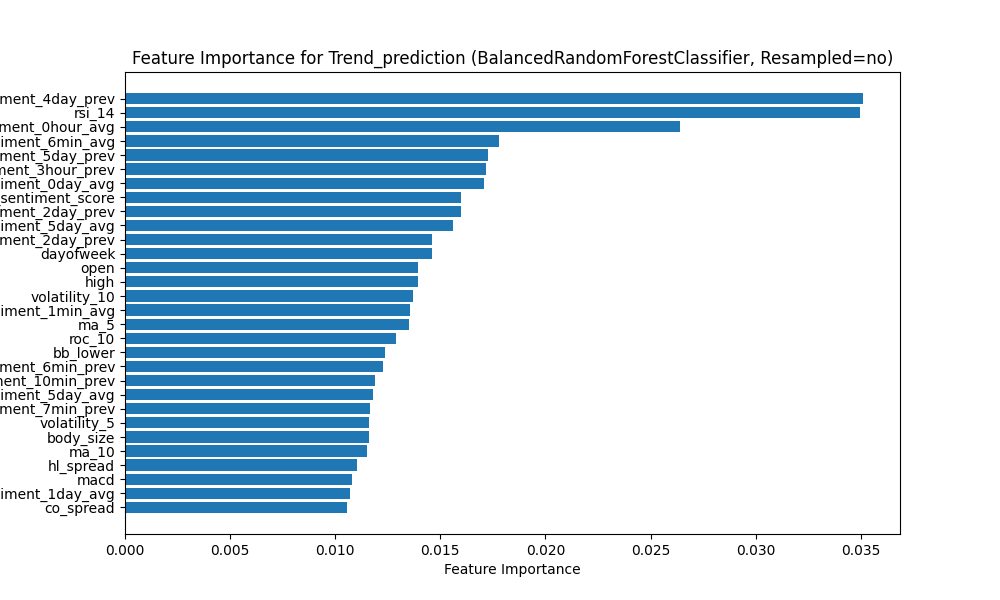 Feature Importance for Trend_prediction (BalancedRandomForestClassifier, Resampled=no)
ment_4day_prev
rsi_14
ment_0hour_avg
iment_6min_avg
ment_5day_prev
ment_3hour_prev
iment_0day_avg
_sentiment_score
ment_2day_prev
iment_5day_avg
ment_2day_prev
dayofweek
open
high
volatility_10
iment_1min_avg
ma_5
roc_10
bb_lower
ment_6min_prev
ment_10min_prev
iment_5day_avg
ment_7min_prev
volatility_5
body_size
ma_10
hl_spread
macd
iment_1day_avg
co_spread
0.000 0.005 0.010 0.015 0.020 0.025 0.030 0.035
Feature Importance